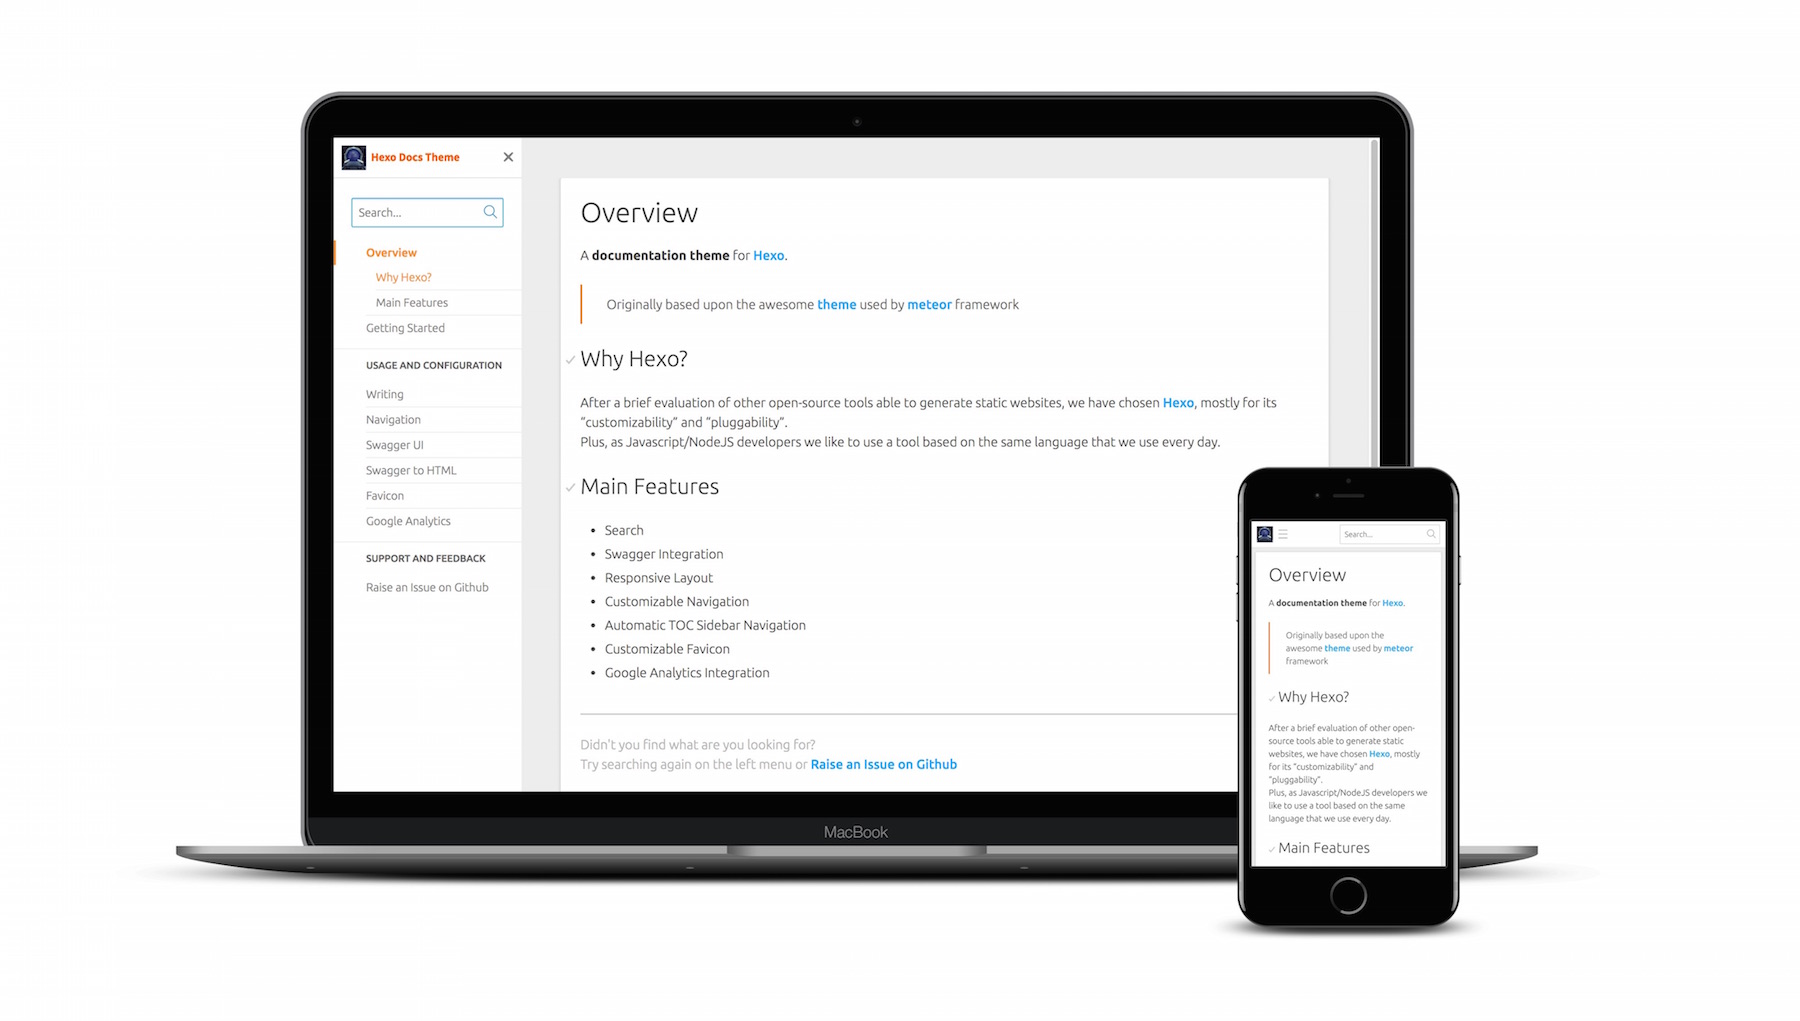 Hexo Docs Theme
Search...
Overview
Why Hexo?
Main Features
Getting Started
USAGE AND CONFIGURATION
Writing
Navigation
Swagger UI
Swagger to HTML
Favicon
Google Analytics
SUPPORT AND FEEDBACK
Raise an Issue on Github
Overview
A documentation theme for Hexo.
Originally based upon the awesome theme used by meteor framework
Why Hexo?
After a brief evaluation of other open-source tools able to generate static websites, we have chosen Hexo, mostly for its
“customizability” and “pluggability”.
Plus, as Javascript/NodeJS developers we like to use a tool based on the same language that we use every day.
Main Features
• Search
• Swagger Integration
• Responsive Layout
• Customizable Navigation
• Automatic TOC Sidebar Navigation
• Customizable Favicon
• Google Analytics Integration
Didn't you find what are you looking for?
Try searching again on the left menu or Raise an Issue on Github
MacBook
Search...
Overview
A documentation theme for Hexo.
Originally based upon the
awesome theme used by meteor
framework
Why Hexo?
After a brief evaluation of other open-
source tools able to generate static
websites, we have chosen Hexo, mostly
for its “customizability” and
“pluggability”.
Plus, as Javascript/NodeJS developers we
like to use a tool based on the same
language that we use every day.
Main Features